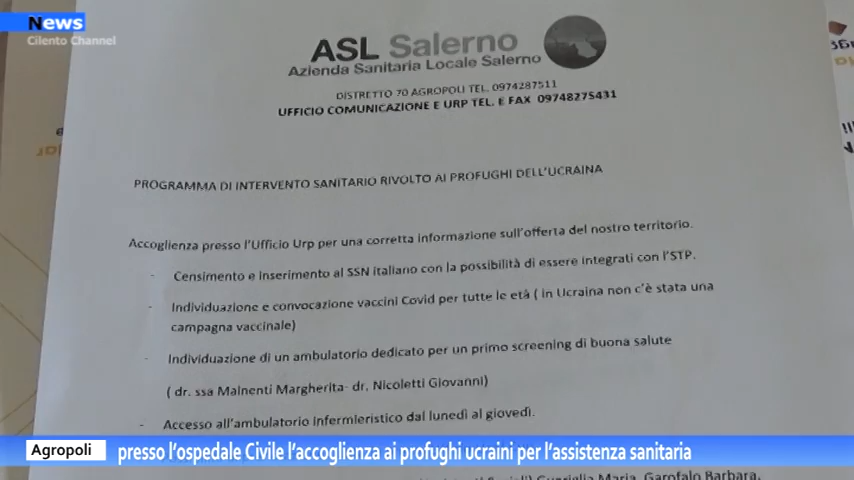 News
Cilento Channel
ASL Salerno
Azienda Sanitaria Locale Salerno
DISTRETTO 70 AGROPOLI TEL. 0974287511
UFFICIO COMUNICAZIONE E URP TEL. E FAX 09748275431
PROGRAMMA DI INTERVENTO SANITARIO RIVOLTO AI PROFUGHI DELL'UCRAINA
Accoglienza presso l'Ufficio Urp per una corretta informazione sull'offerta del nostro territorio.
- Censimento e inserimento al SSN italiano con la possibilità di essere integrati con l'STP.
- Individuazione e convocazione vaccini Covid per tutte le età ( in Ucraina non c'è stata una
campagna vaccinale)
- Individuazione di un ambulatorio dedicato per un primo screening di buona salute
( dr. ssa Mainenti Margherita- dr, Nicoletti Giovanni)
- Accesso all'ambulatorio infermieristico dal lunedì al giovedì.
Agropoli presso l'ospedale Civile l'accoglienza ai profughi ucraini per l'assistenza sanitaria
Maria, Garofalo Barbara,